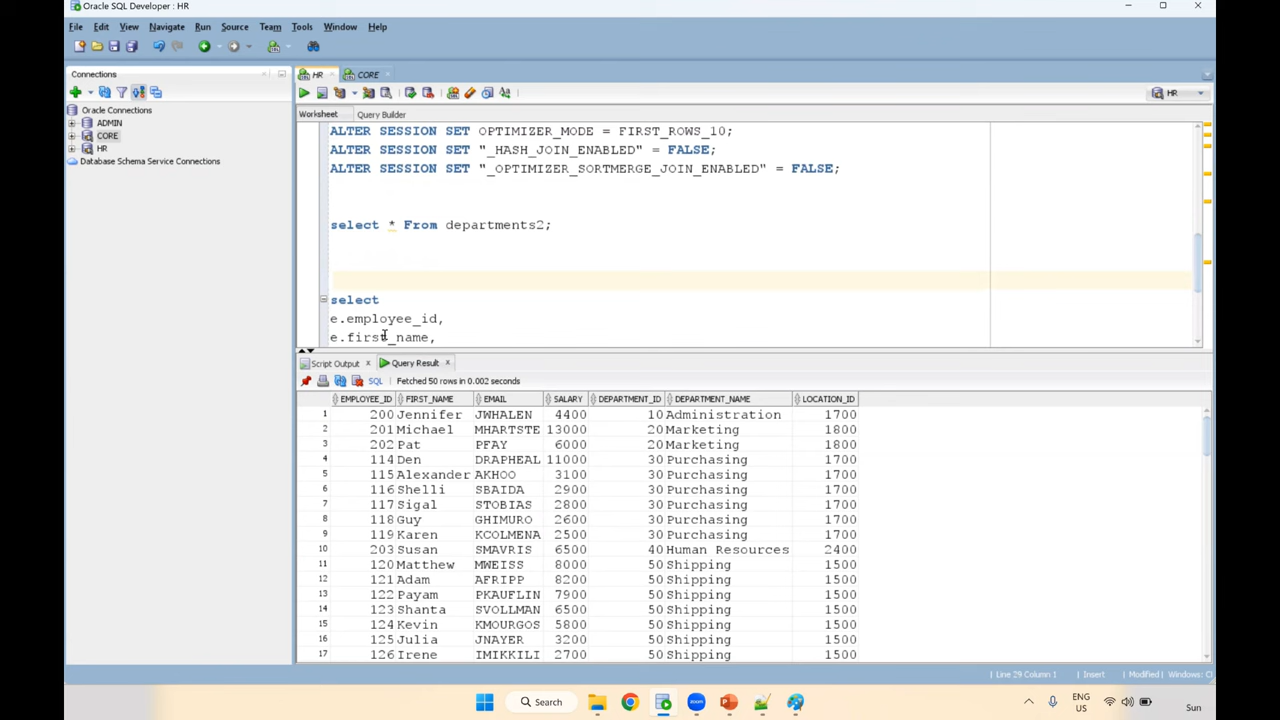 Oracle SQL Developer : HR
File Edit View Navigate Run Source Team Tools Window Help
Connections
Oracle Connections
ADMIN
CORE
HR
Database Schema Service Connections
HR CORE
HR
Worksheet Query Builder
ALTER SESSION SET OPTIMIZER_MODE = FIRST_ROWS_10;
ALTER SESSION SET "_HASH_JOIN_ENABLED" = FALSE;
ALTER SESSION SET "_OPTIMIZER_SORTMERGE_JOIN_ENABLED" = FALSE;
select * From departments2;
select
e.employee_id,
e.first_name,
Script Output Query Result
SQL Fetched 50 rows in 0.002 seconds
EMPLOYEE_ID FIRST_NAME EMAIL SALARY DEPARTMENT_ID DEPARTMENT_NAME LOCATION_ID
1 200 Jennifer JWHALEN 4400 10 Administration 1700
2 201 Michael MHARTSTE 13000 20 Marketing 1800
3 202 Pat PFAY 6000 20 Marketing 1800
4 114 Den DRAPHEAL 11000 30 Purchasing 1700
5 115 Alexander AKHOO 3100 30 Purchasing 1700
6 116 Shelli SBAIDA 2900 30 Purchasing 1700
7 117 Sigal STOBIAS 2800 30 Purchasing 1700
8 118 Guy GHIMURO 2600 30 Purchasing 1700
9 119 Karen KCOLMENA 2500 30 Purchasing 1700
10 203 Susan SMAVRIS 6500 40 Human Resources 2400
11 120 Matthew MWEISS 8000 50 Shipping 1500
12 121 Adam AFRIPP 8200 50 Shipping 1500
13 122 Payam PKAUFLIN 7900 50 Shipping 1500
14 123 Shanta SVOLLMAN 6500 50 Shipping 1500
15 124 Kevin KMOURGOS 5800 50 Shipping 1500
16 125 Julia JNAYER 3200 50 Shipping 1500
17 126 Irene IMIKKILI 2700 50 Shipping 1500
Line 29 Column 1 Insert Modified Windows:
Search
ENG
US
Sun